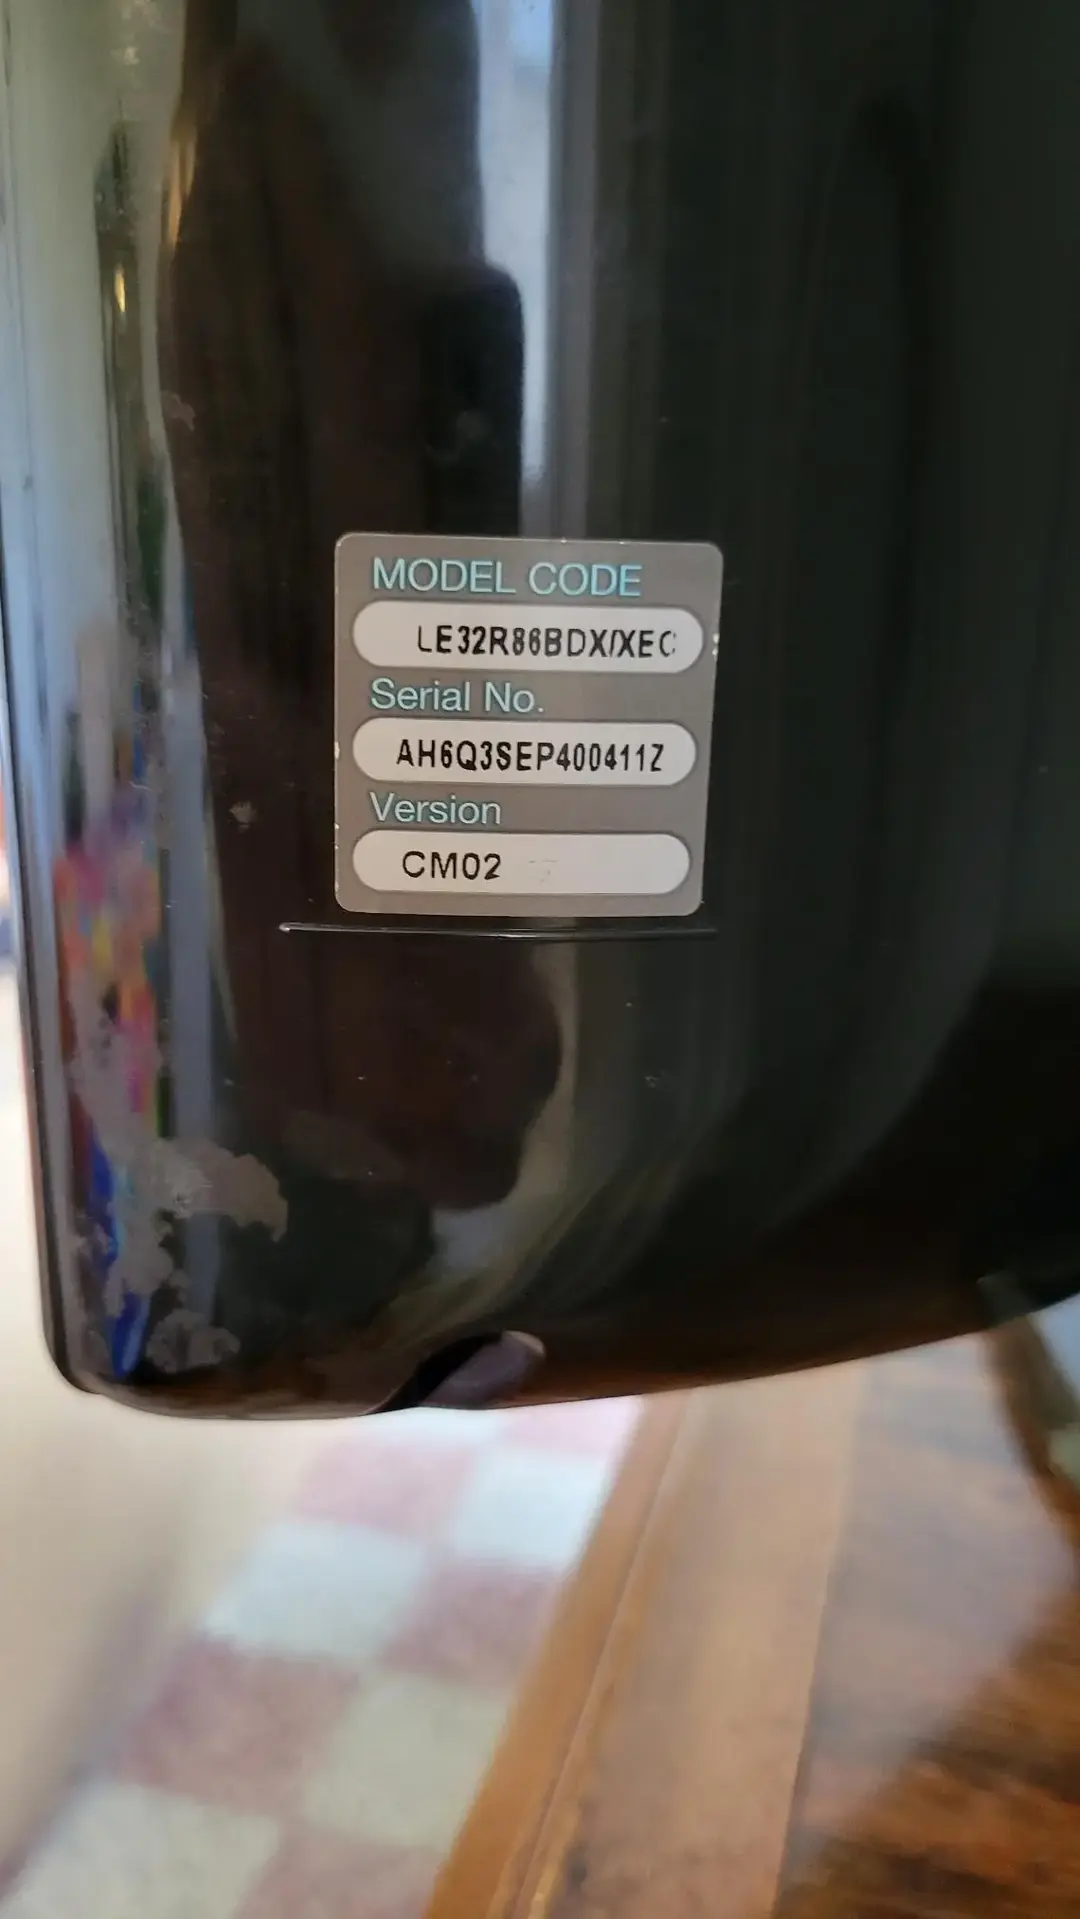 MODEL CODE
LE32R86BDX/XEC
Serial No.
AH6Q3SEP400411Z
Version
CM02